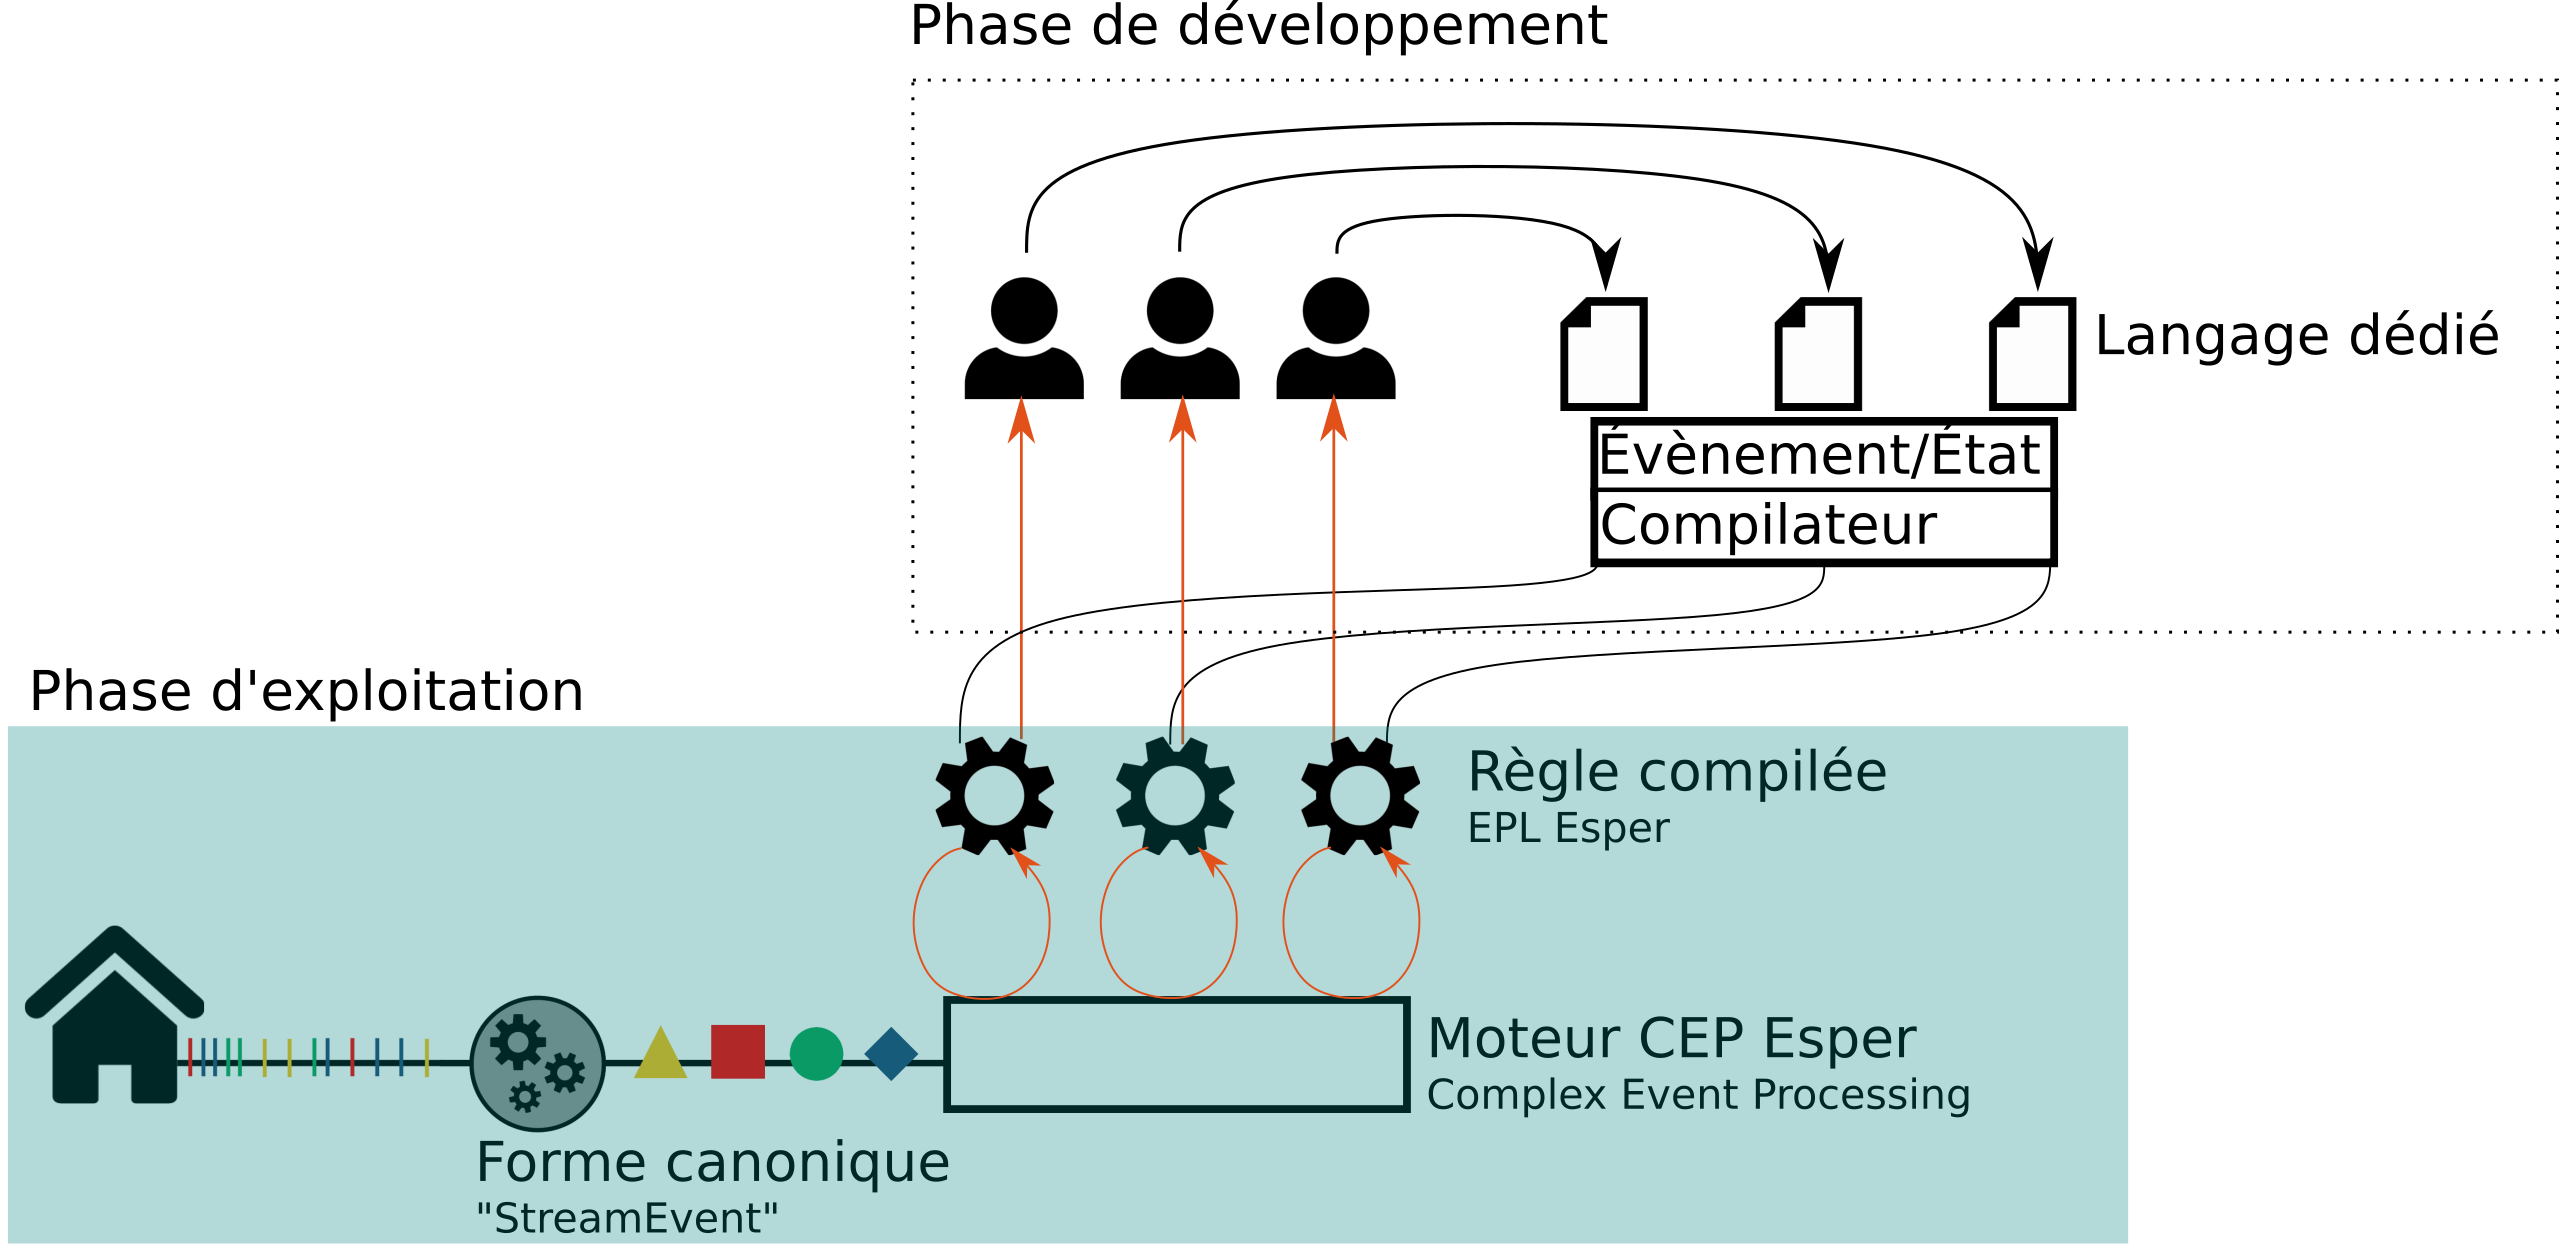 Phase de développement
Langage dédié
Évènement/État
Compilateur
Phase d'exploitation
Règle compilée
EPL Esper
Moteur CEP Esper
Complex Event Processing
Forme canonique
"StreamEvent"